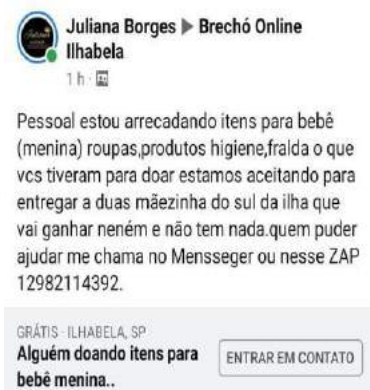 Juliana Borges ▶ Brechó Online
Ilhabela
1 h ·
Pessoal estou arrecadando itens para bebê
(menina) roupas,produtos higiene,fralda o que
vcs tiveram para doar estamos aceitando para
entregar a duas mãezinha do sul da ilha que
vai ganhar neném e não tem nada.quem puder
ajudar me chama no Mensseger ou nesse ZAP
12982114392.
GRÁTIS · ILHABELA, SP
Alguém doando itens para
bebê menina..
ENTRAR EM CONTATO